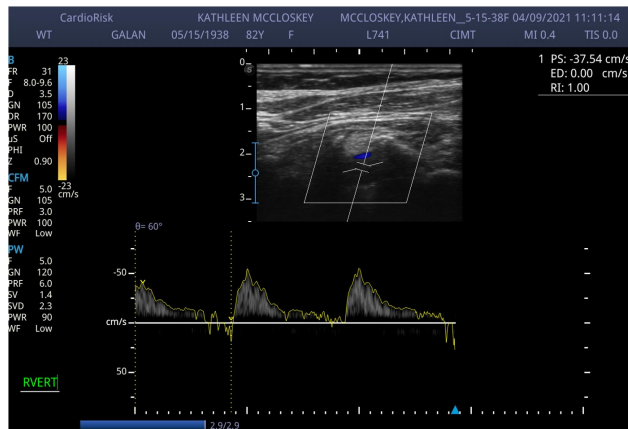 CardioRisk KATHLEEN MCCLOSKEY MCCLOSKEY,KATHLEEN__5-15-38F 04/09/2021 11:11:14
WT GALAN 05/15/1938 82Y F L741 CIMT MI 0.4 TIS 0.0
B
FR 31
F 8.0-9.6
D 3.5
GN 105
DR 170
PWR 100
µS Off
PHI
Z 0.90
CFM
F 5.0
GN 105
PRF 3.0
PWR 100
WF Low
PW
F 5.0
GN 120
PRF 6.0
SV 1.4
SVD 2.3
PWR 90
WF Low
RVERT
23
-23
cm/s
0
S
1
2
3
1 PS: -37.54 cm/s
ED: 0.00 cm/s
RI: 1.00
θ= 60°
-50
cm/s
50
2.9/2.9